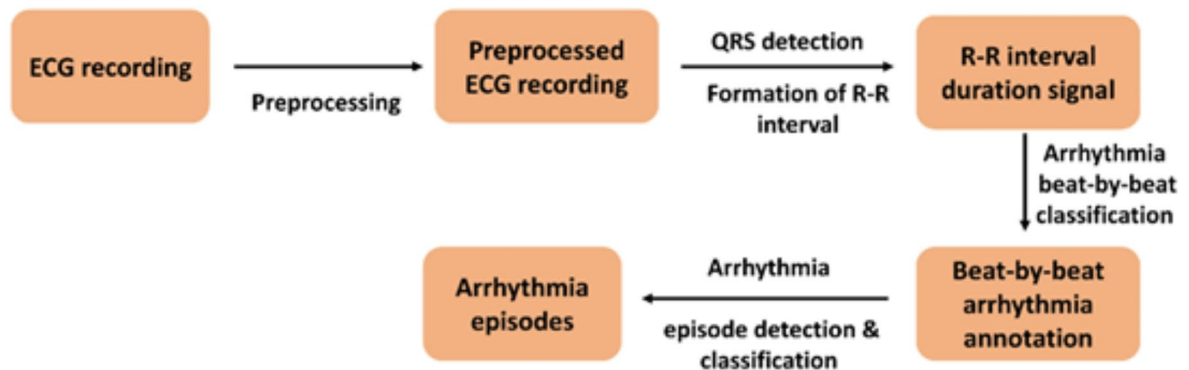 ECG recording
Preprocessing
Preprocessed
ECG recording
QRS detection
Formation of R-R
interval
R-R interval
duration signal
Arrhythmia
beat-by-beat
classification
Beat-by-beat
arrhythmia
annotation
Arrhythmia
episode detection &
classification
Arrhythmia
episodes